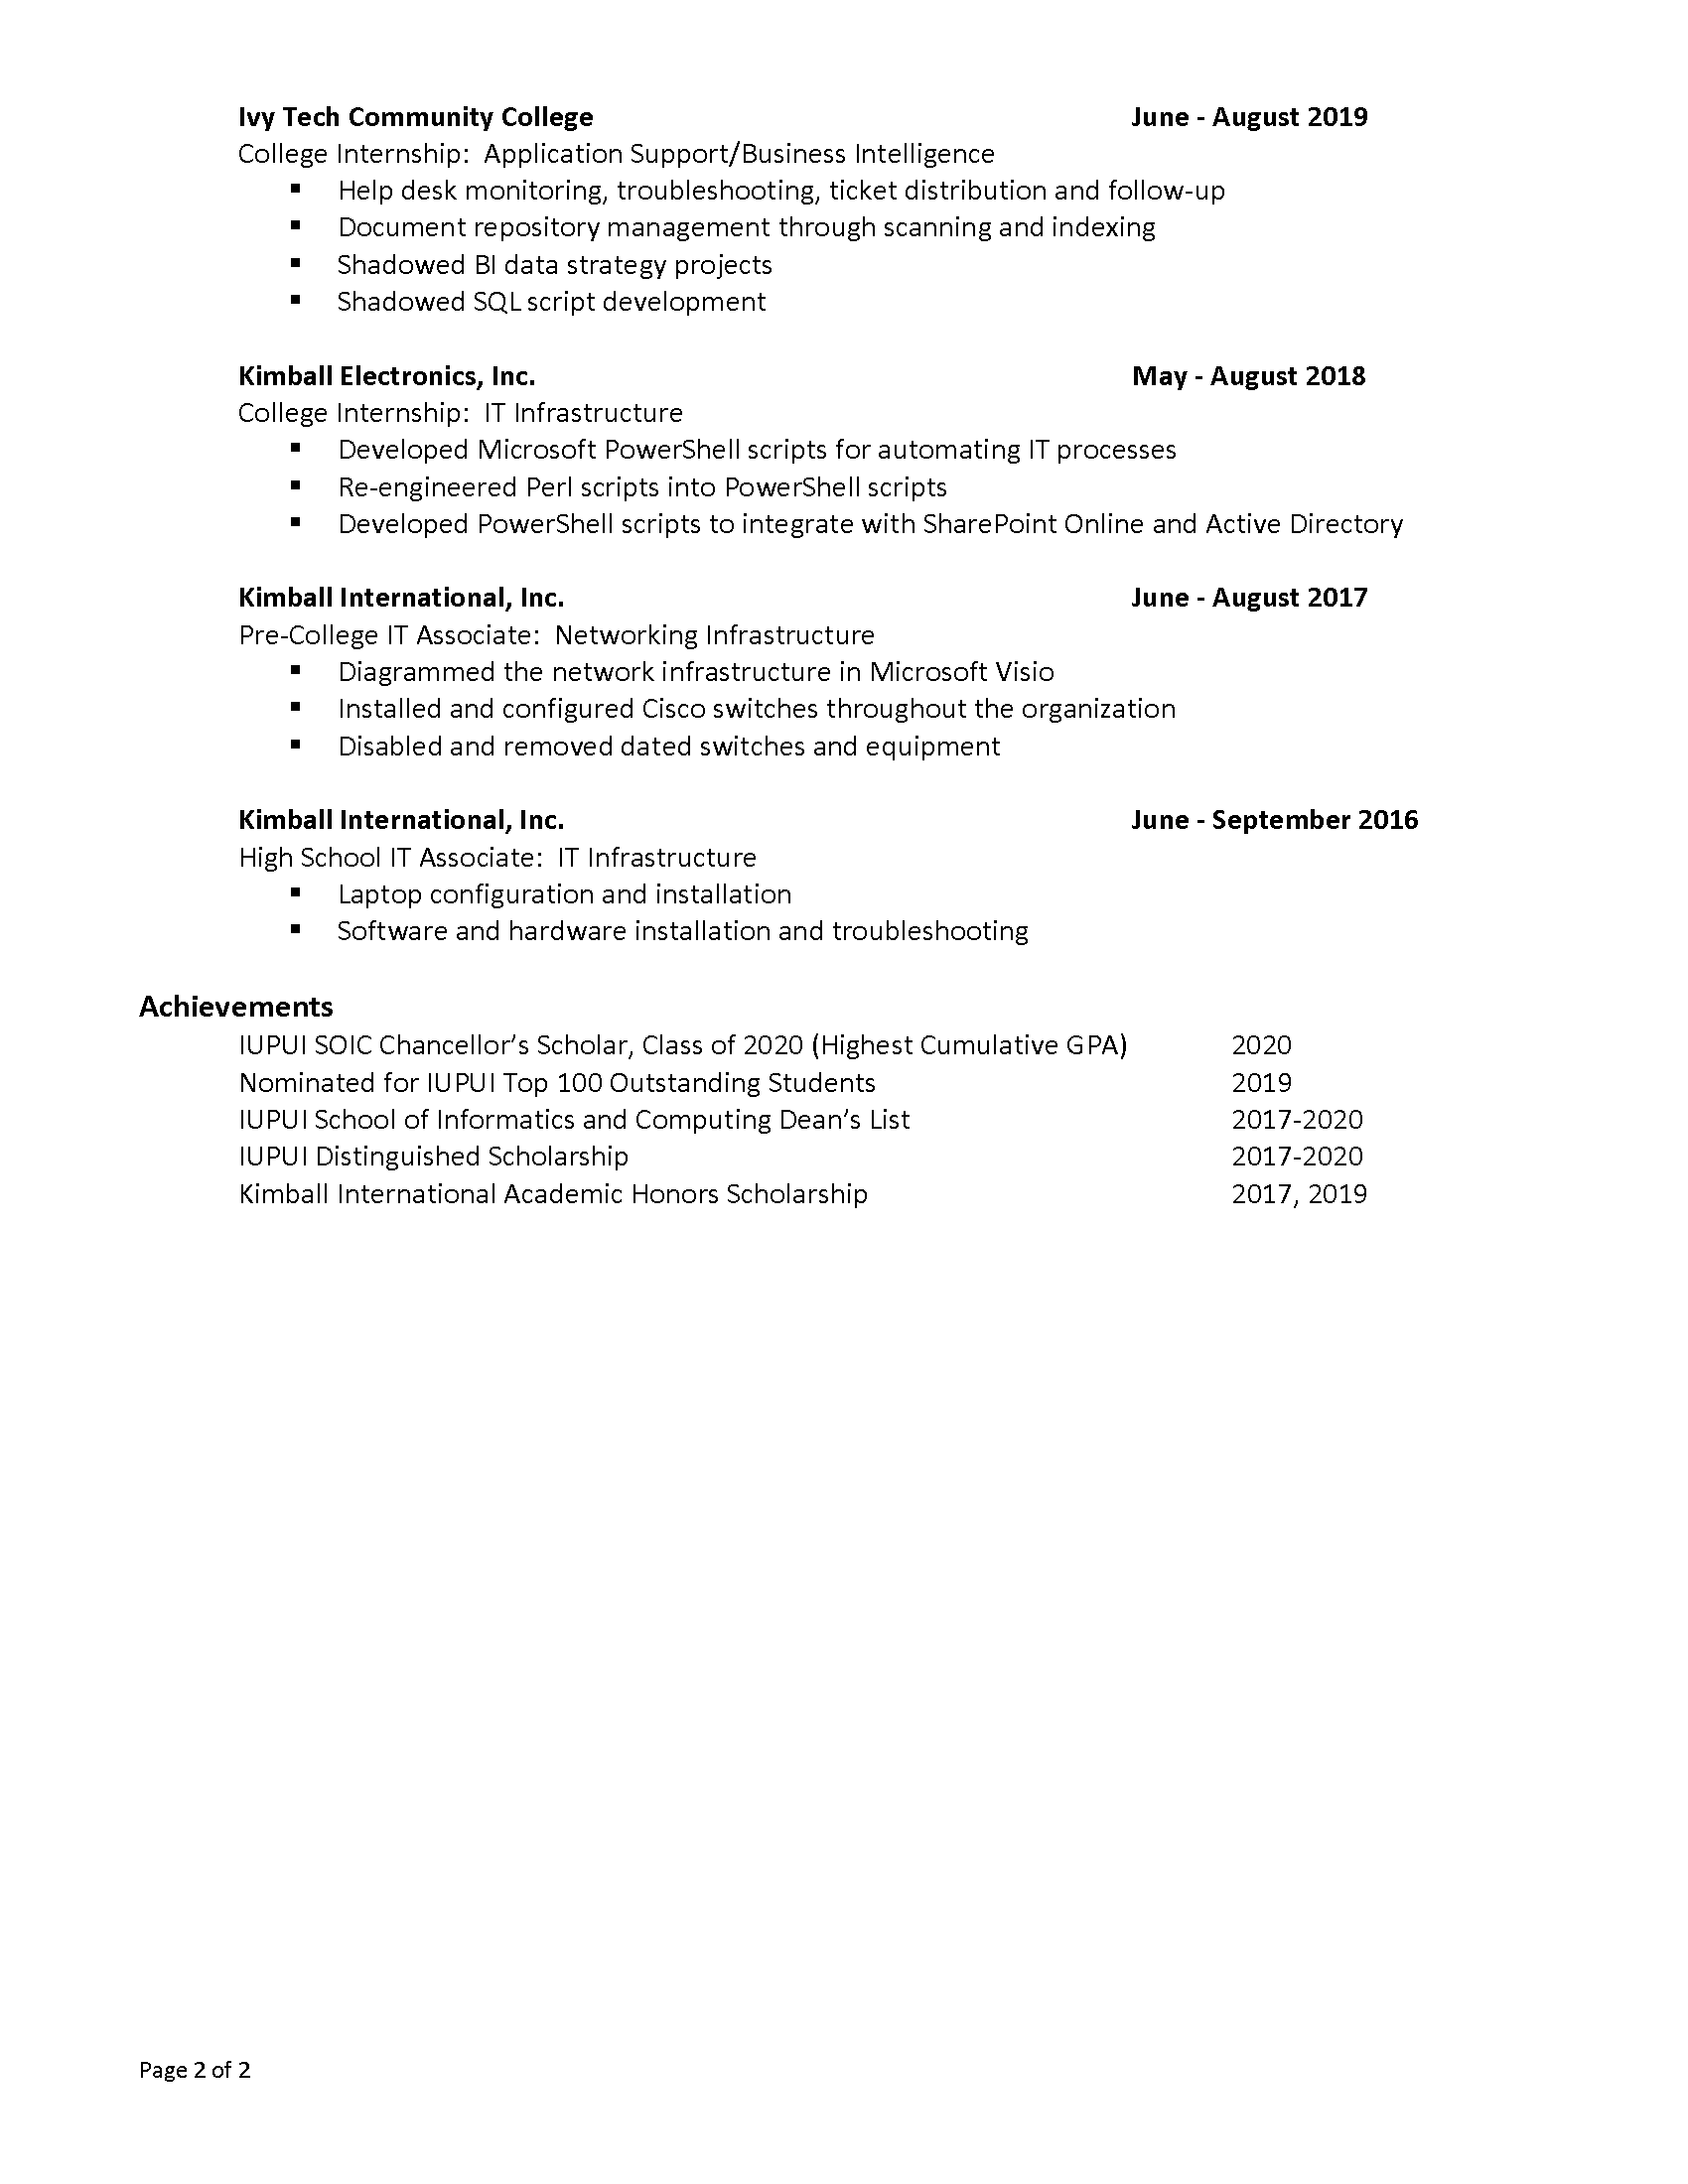 Ivy Tech Community College June - August 2019
College Internship: Application Support/Business Intelligence
▪ Help desk monitoring, troubleshooting, ticket distribution and follow-up
▪ Document repository management through scanning and indexing
▪ Shadowed BI data strategy projects
▪ Shadowed SQL script development
Kimball Electronics, Inc. May - August 2018
College Internship: IT Infrastructure
▪ Developed Microsoft PowerShell scripts for automating IT processes
▪ Re-engineered Perl scripts into PowerShell scripts
▪ Developed PowerShell scripts to integrate with SharePoint Online and Active Directory
Kimball International, Inc. June - August 2017
Pre-College IT Associate: Networking Infrastructure
▪ Diagrammed the network infrastructure in Microsoft Visio
▪ Installed and configured Cisco switches throughout the organization
▪ Disabled and removed dated switches and equipment
Kimball International, Inc. June - September 2016
High School IT Associate: IT Infrastructure
▪ Laptop configuration and installation
▪ Software and hardware installation and troubleshooting
Achievements
IUPUI SOIC Chancellor’s Scholar, Class of 2020 (Highest Cumulative GPA) 2020
Nominated for IUPUI Top 100 Outstanding Students 2019
IUPUI School of Informatics and Computing Dean’s List 2017-2020
IUPUI Distinguished Scholarship 2017-2020
Kimball International Academic Honors Scholarship 2017, 2019
Page 2 of 2